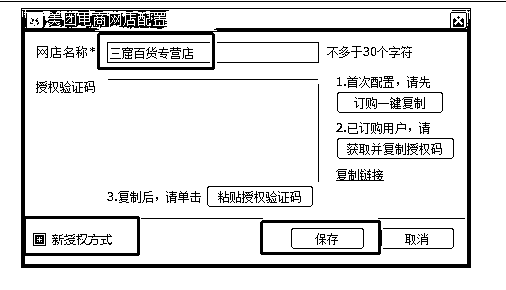 美团电商网店配置
网店名称* 三窟百货专营店 不多于30个字符
授权验证码
1.首次配置，请先
订购一键复制
2.已订购用户，请
获取并复制授权码
复制链接
3.复制后，请单击 粘贴授权验证码
新授权方式 保存 取消